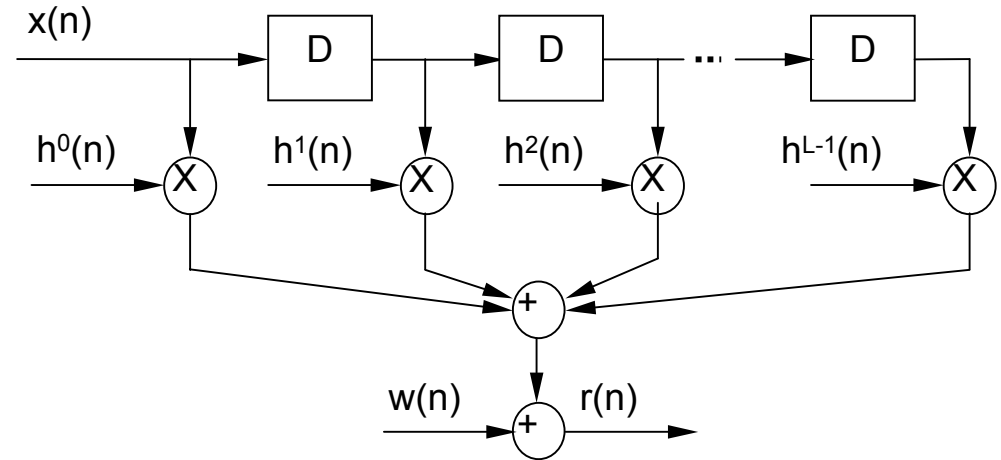 x(n)
D D ... D
h⁰(n) h¹(n) h²(n) hᴸ⁻¹(n)
X X X X
+
w(n) + r(n)